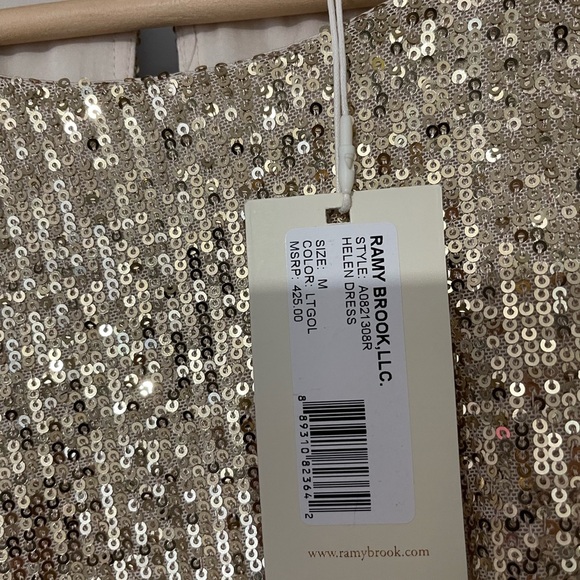 RAMY BROOK,LLC.
STYLE: A0821308R
HELEN DRESS
SIZE: M
COLOR: LTGOL
MSRP: 425.00
8 89310 82364 2
www.ramybrook.com